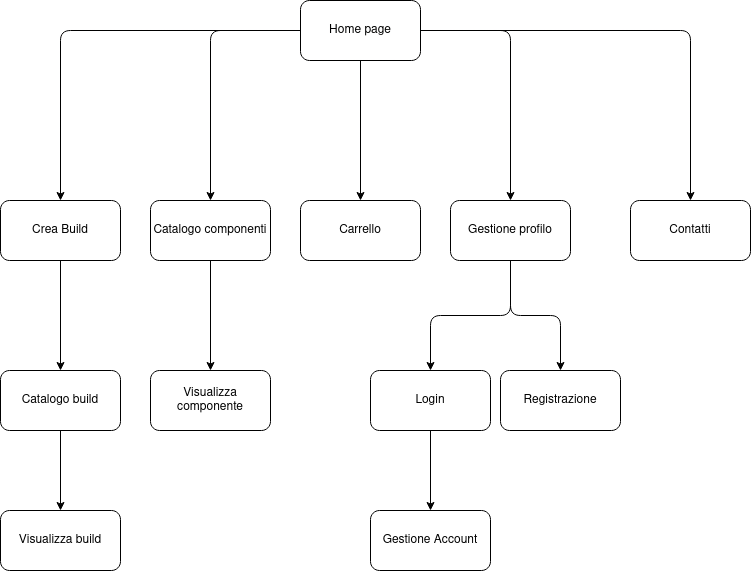 Home page
Crea Build
Catalogo componenti
Carrello
Gestione profilo
Contatti
Catalogo build
Visualizza
componente
Login
Registrazione
Visualizza build
Gestione Account